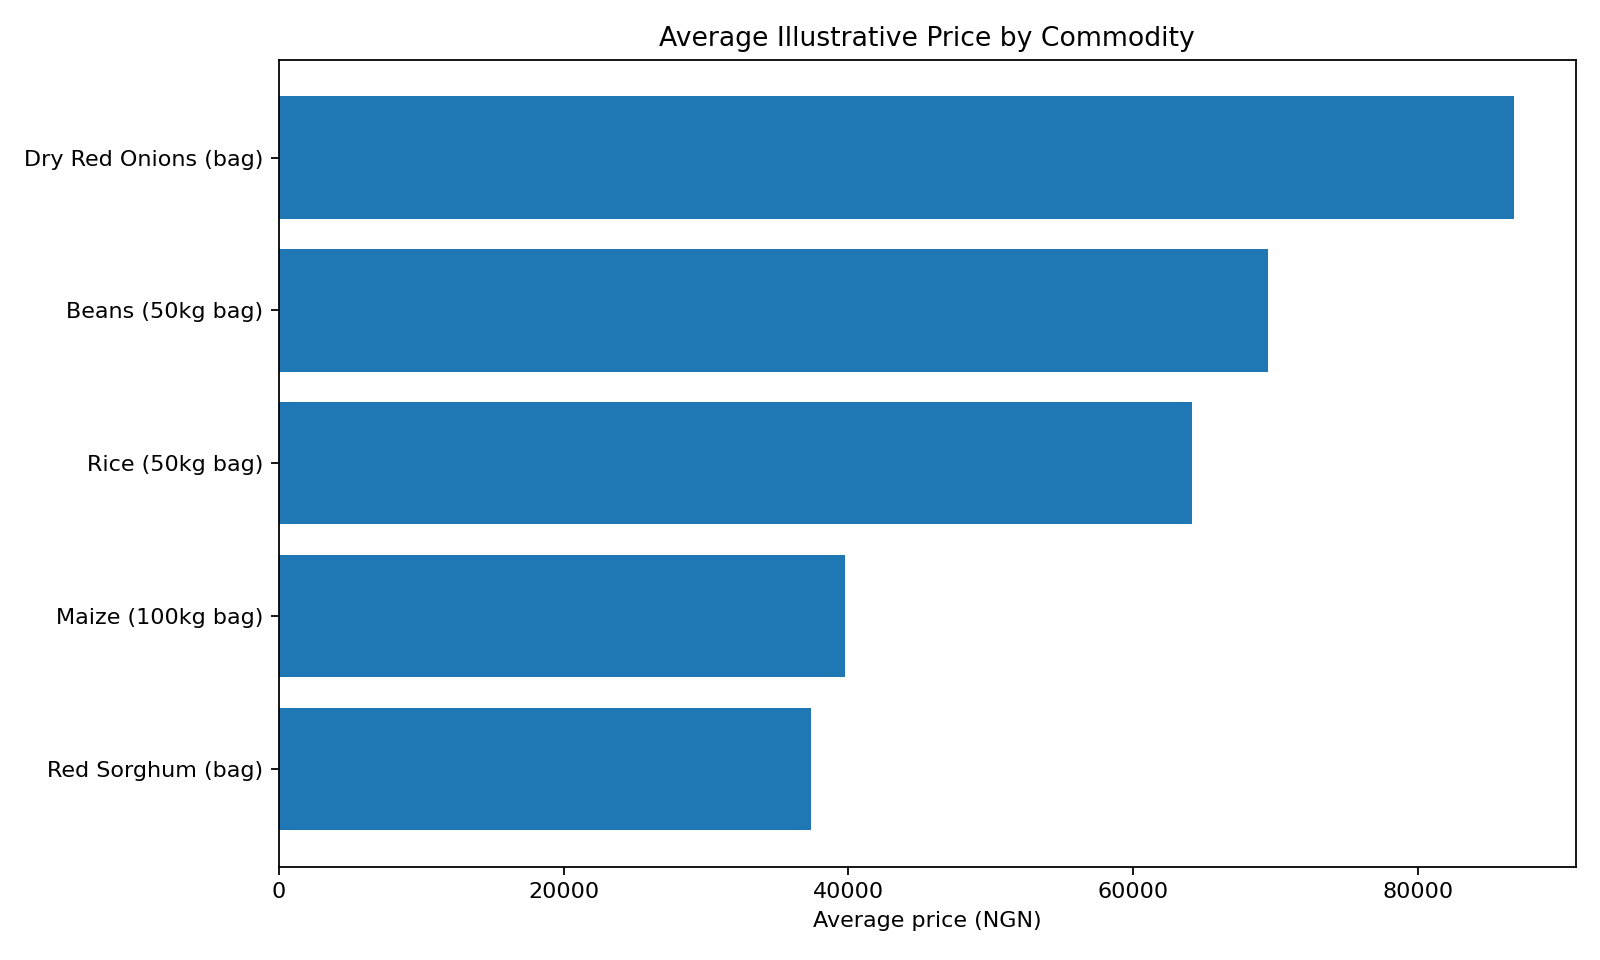 Average Illustrative Price by Commodity
Dry Red Onions (bag)
Beans (50kg bag)
Rice (50kg bag)
Maize (100kg bag)
Red Sorghum (bag)
0 20000 40000 60000 80000
Average price (NGN)